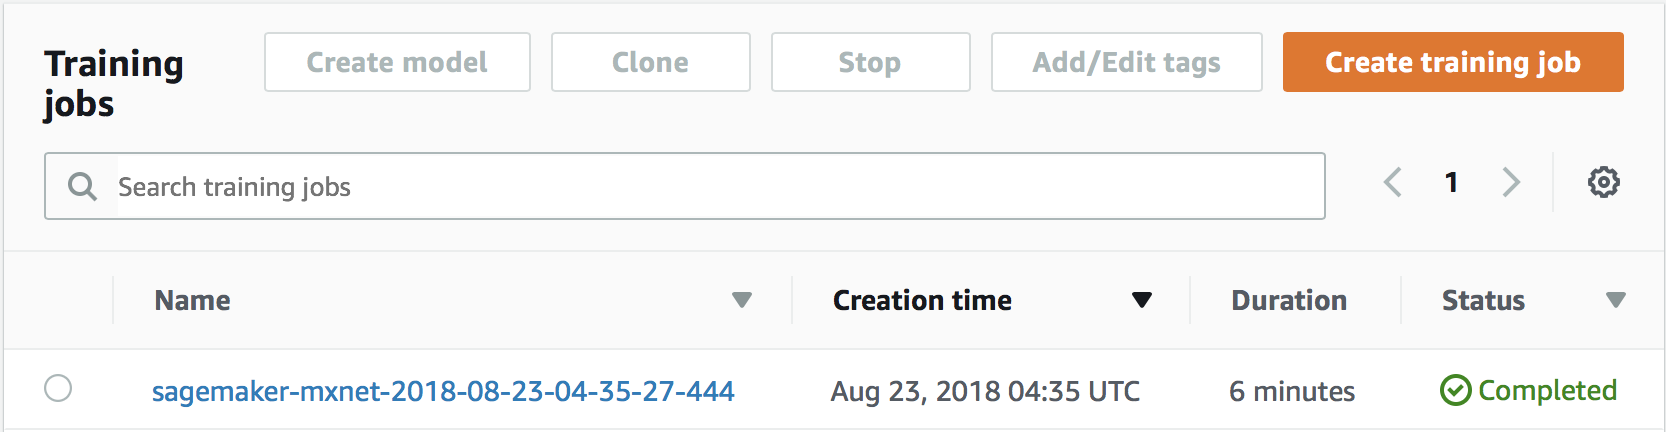 Training jobs
Create model
Clone
Stop
Add/Edit tags
Create training job
Search training jobs
1
Name
Creation time
Duration
Status
sagemaker-mxnet-2018-08-23-04-35-27-444
Aug 23, 2018 04:35 UTC
6 minutes
Completed